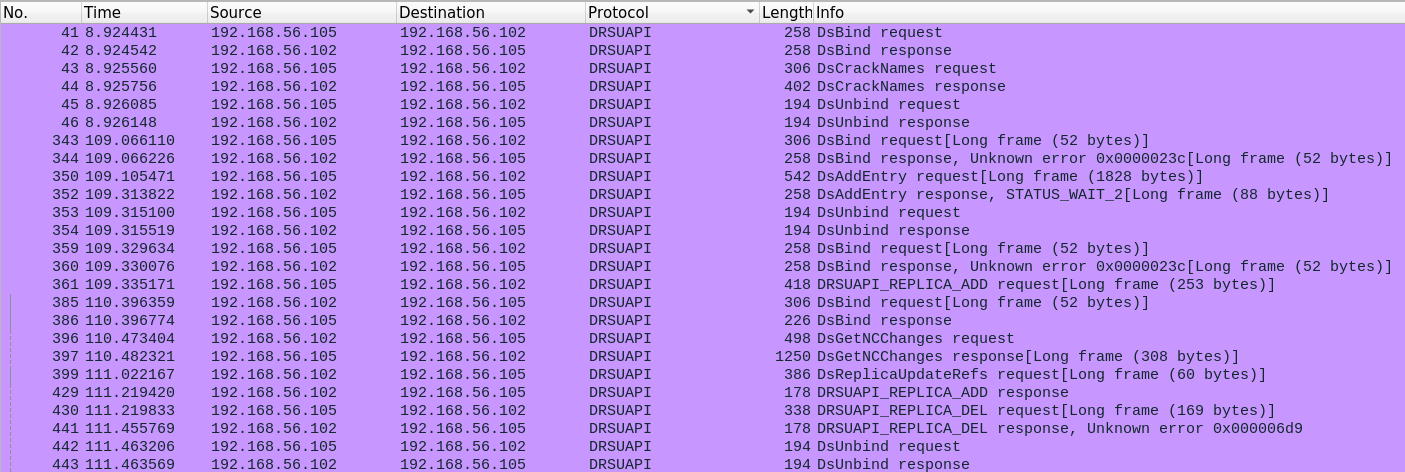 No. Time Source Destination Protocol Length Info
41 8.924431 192.168.56.105 192.168.56.102 DRSUAPI 258 DsBind request
42 8.924542 192.168.56.102 192.168.56.105 DRSUAPI 258 DsBind response
43 8.925560 192.168.56.105 192.168.56.102 DRSUAPI 306 DsCrackNames request
44 8.925756 192.168.56.102 192.168.56.105 DRSUAPI 402 DsCrackNames response
45 8.926085 192.168.56.105 192.168.56.102 DRSUAPI 194 DsUnbind request
46 8.926148 192.168.56.102 192.168.56.105 DRSUAPI 194 DsUnbind response
343 109.066110 192.168.56.105 192.168.56.102 DRSUAPI 306 DsBind request[Long frame (52 bytes)]
344 109.066226 192.168.56.102 192.168.56.105 DRSUAPI 258 DsBind response, Unknown error 0x0000023c[Long frame (52 bytes)]
350 109.105471 192.168.56.105 192.168.56.102 DRSUAPI 542 DsAddEntry request[Long frame (1828 bytes)]
352 109.313822 192.168.56.102 192.168.56.105 DRSUAPI 258 DsAddEntry response, STATUS_WAIT_2[Long frame (88 bytes)]
353 109.315100 192.168.56.105 192.168.56.102 DRSUAPI 194 DsUnbind request
354 109.315519 192.168.56.102 192.168.56.105 DRSUAPI 194 DsUnbind response
359 109.329634 192.168.56.105 192.168.56.102 DRSUAPI 258 DsBind request[Long frame (52 bytes)]
360 109.330076 192.168.56.102 192.168.56.105 DRSUAPI 258 DsBind response, Unknown error 0x0000023c[Long frame (52 bytes)]
361 109.335171 192.168.56.105 192.168.56.102 DRSUAPI 418 DRSUAPI_REPLICA_ADD request[Long frame (253 bytes)]
385 110.396359 192.168.56.102 192.168.56.105 DRSUAPI 306 DsBind request[Long frame (52 bytes)]
386 110.396774 192.168.56.105 192.168.56.102 DRSUAPI 226 DsBind response
396 110.473404 192.168.56.102 192.168.56.105 DRSUAPI 498 DsGetNCChanges request
397 110.482321 192.168.56.105 192.168.56.102 DRSUAPI 1250 DsGetNCChanges response[Long frame (308 bytes)]
399 111.022167 192.168.56.102 192.168.56.105 DRSUAPI 386 DsReplicaUpdateRefs request[Long frame (60 bytes)]
429 111.219420 192.168.56.102 192.168.56.105 DRSUAPI 178 DRSUAPI_REPLICA_ADD response
430 111.219833 192.168.56.105 192.168.56.102 DRSUAPI 338 DRSUAPI_REPLICA_DEL request[Long frame (169 bytes)]
441 111.455769 192.168.56.102 192.168.56.105 DRSUAPI 178 DRSUAPI_REPLICA_DEL response, Unknown error 0x000006d9
442 111.463206 192.168.56.105 192.168.56.102 DRSUAPI 194 DsUnbind request
443 111.463569 192.168.56.102 192.168.56.105 DRSUAPI 194 DsUnbind response